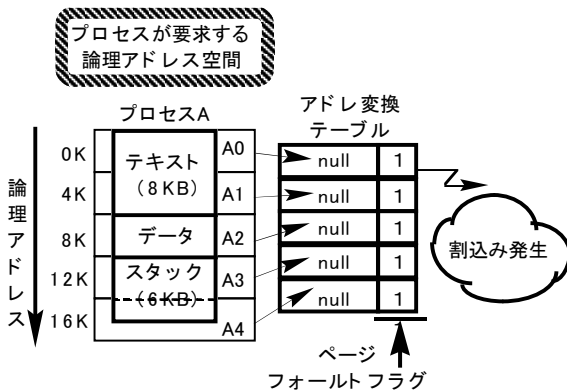 プロセスが要求する
論理アドレス空間
プロセスA
アドレ変換
テーブル
論理アドレス
0K
4K
8K
12K
16K
テキスト
(8KB)
データ
スタック
(6KB)
A0
A1
A2
A3
A4
null 1
null 1
null 1
null 1
null 1
割込み発生
ページ
フォールトフラグ